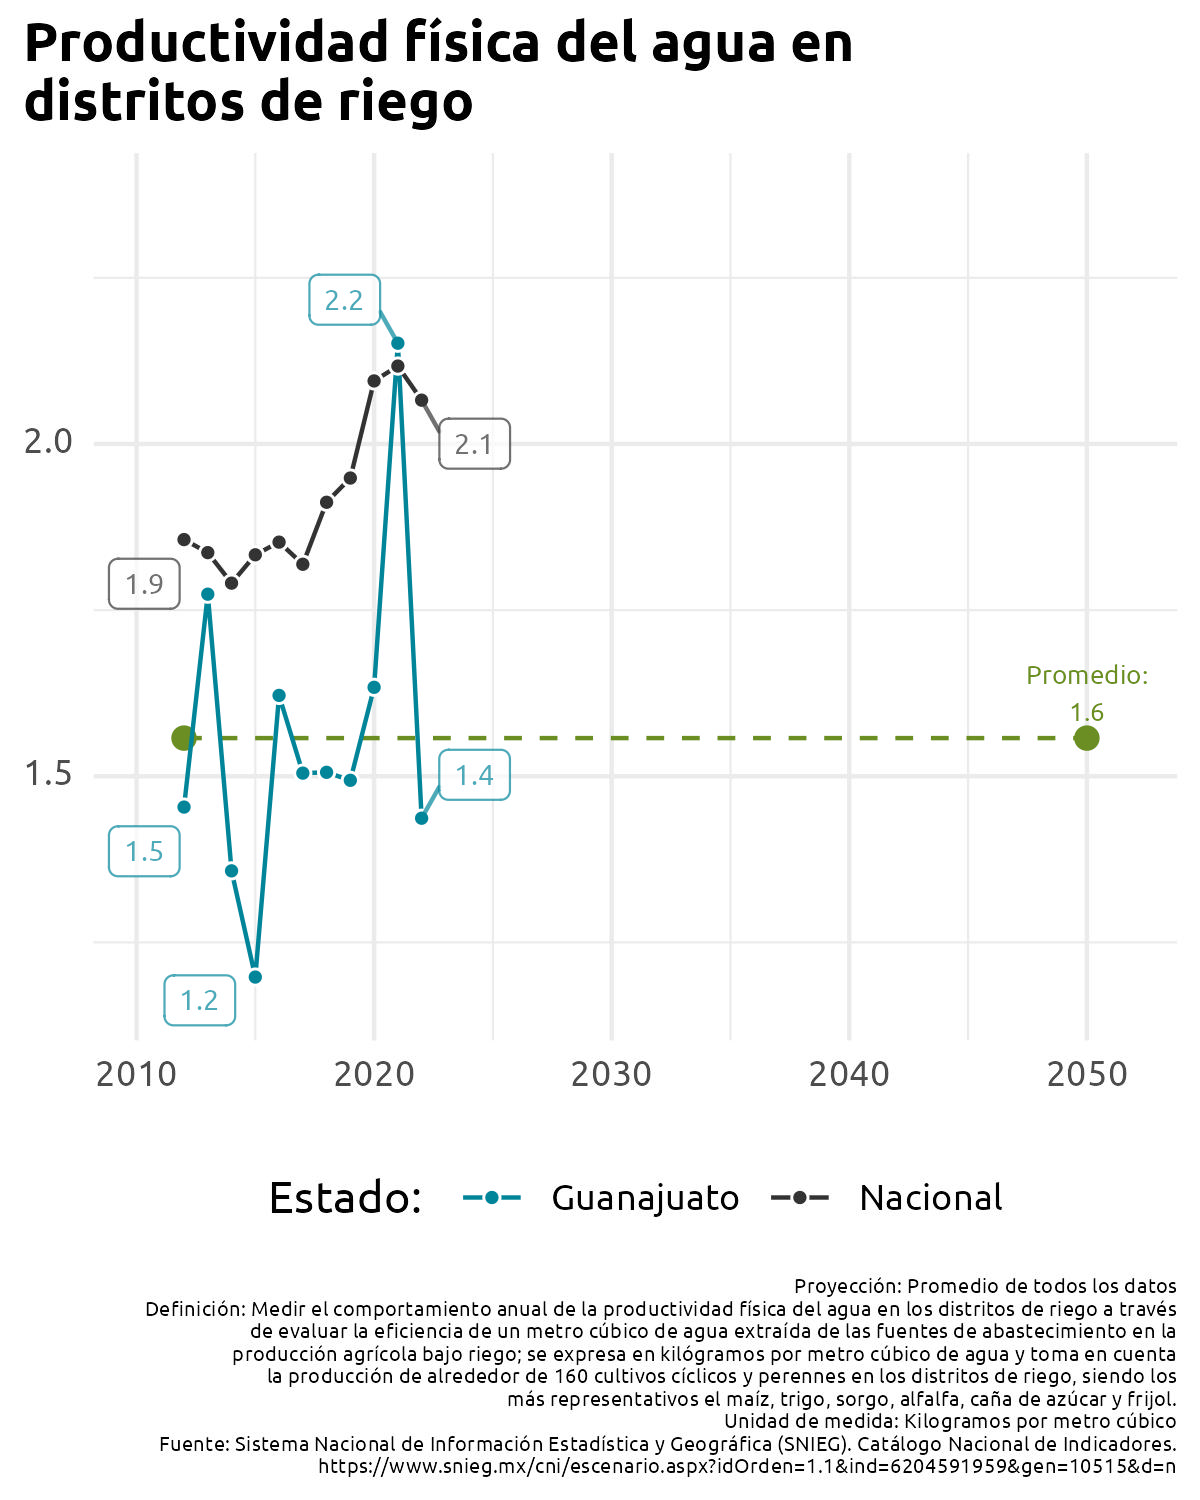 Productividad física del agua en
distritos de riego
2.2
2.0
2.1
1.9
Promedio:
1.6
1.5
1.4
1.5
1.2
2010 2020 2030 2040 2050
Estado: Guanajuato Nacional
Proyección: Promedio de todos los datos
Definición: Medir el comportamiento anual de la productividad física del agua en los distritos de riego a través
de evaluar la eficiencia de un metro cúbico de agua extraída de las fuentes de abastecimiento en la
producción agrícola bajo riego; se expresa en kilógramos por metro cúbico de agua y toma en cuenta
la producción de alrededor de 160 cultivos cíclicos y perennes en los distritos de riego, siendo los
más representativos el maíz, trigo, sorgo, alfalfa, caña de azúcar y frijol.
Unidad de medida: Kilogramos por metro cúbico
Fuente: Sistema Nacional de Información Estadística y Geográfica (SNIEG). Catálogo Nacional de Indicadores.
https://www.snieg.mx/cni/escenario.aspx?idOrden=1.1&ind=6204591959&gen=10515&d=n